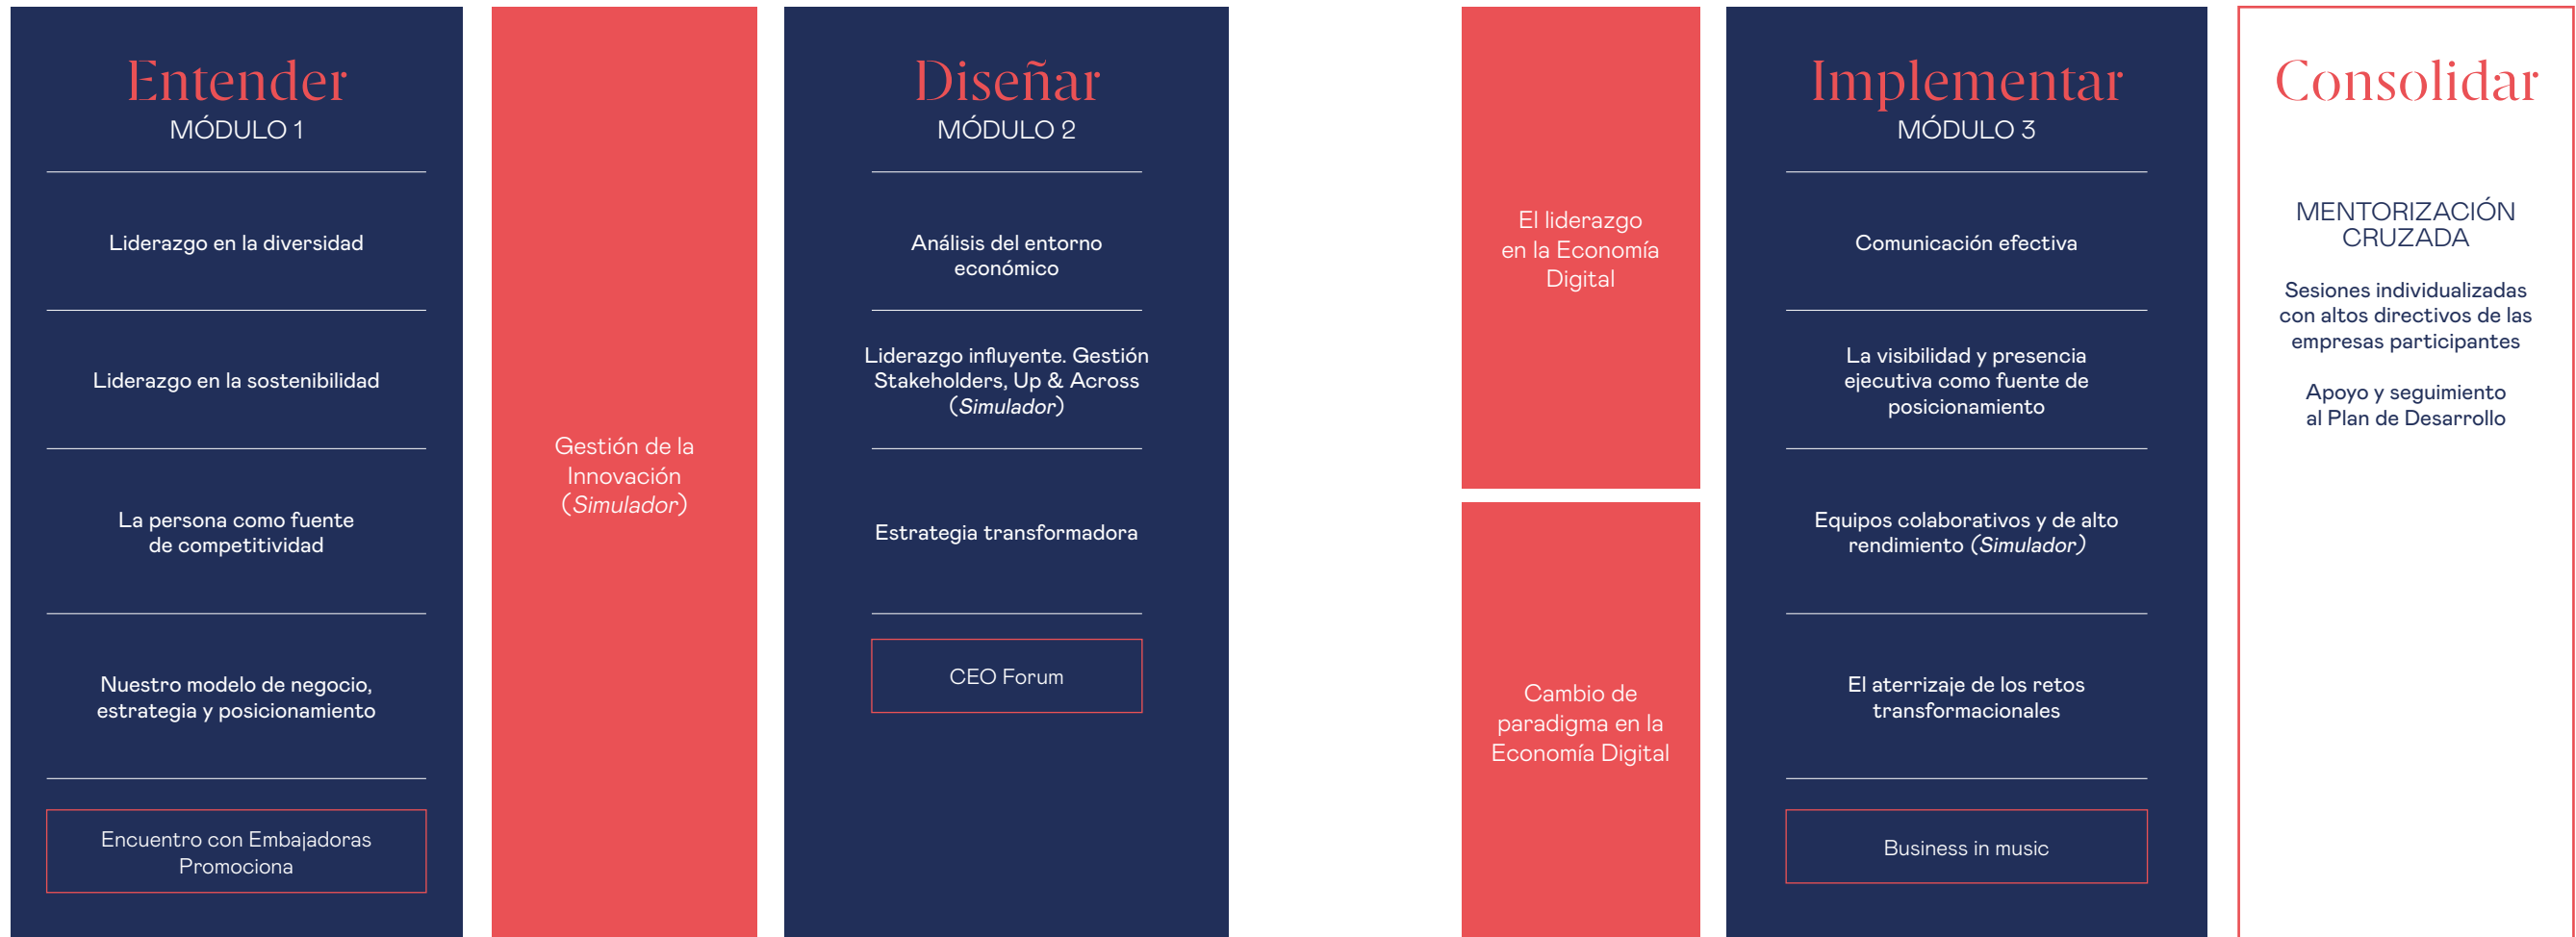 Entender
MÓDULO 1
Liderazgo en la diversidad
Liderazgo en la sostenibilidad
La persona como fuente
de competitividad
Nuestro modelo de negocio,
estrategia y posicionamiento
Encuentro con Embajadoras
Promociona
Gestión de la
Innovación
(Simulador)
Diseñar
MÓDULO 2
Análisis del entorno
económico
Liderazgo influyente. Gestión
Stakeholders, Up & Across
(Simulador)
Estrategia transformadora
CEO Forum
El liderazgo
en la Economía
Digital
Cambio de
paradigma en la
Economía Digital
Implementar
MÓDULO 3
Comunicación efectiva
La visibilidad y presencia
ejecutiva como fuente de
posicionamiento
Equipos colaborativos y de alto
rendimiento (Simulador)
El aterrizaje de los retos
transformacionales
Business in music
Consolidar
MENTORIZACIÓN
CRUZADA
Sesiones individualizadas
con altos directivos de las
empresas participantes
Apoyo y seguimiento
al Plan de Desarrollo